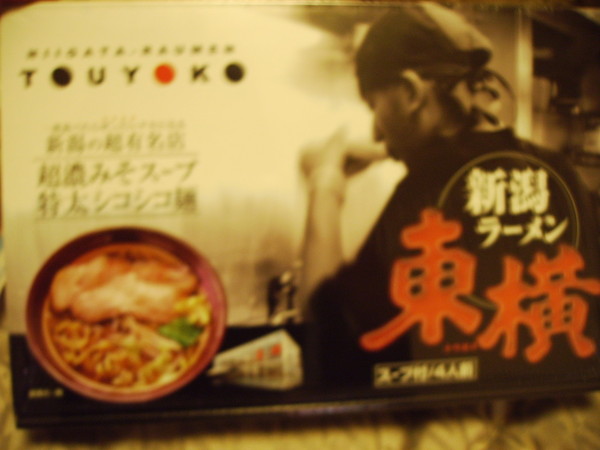 NIIGATA-RAUMEN
TOUYOKO
新潟の超有名店
超濃みそスープ
特太シコシコ麺
新潟
ラーメン
東横
スープ付/4人前